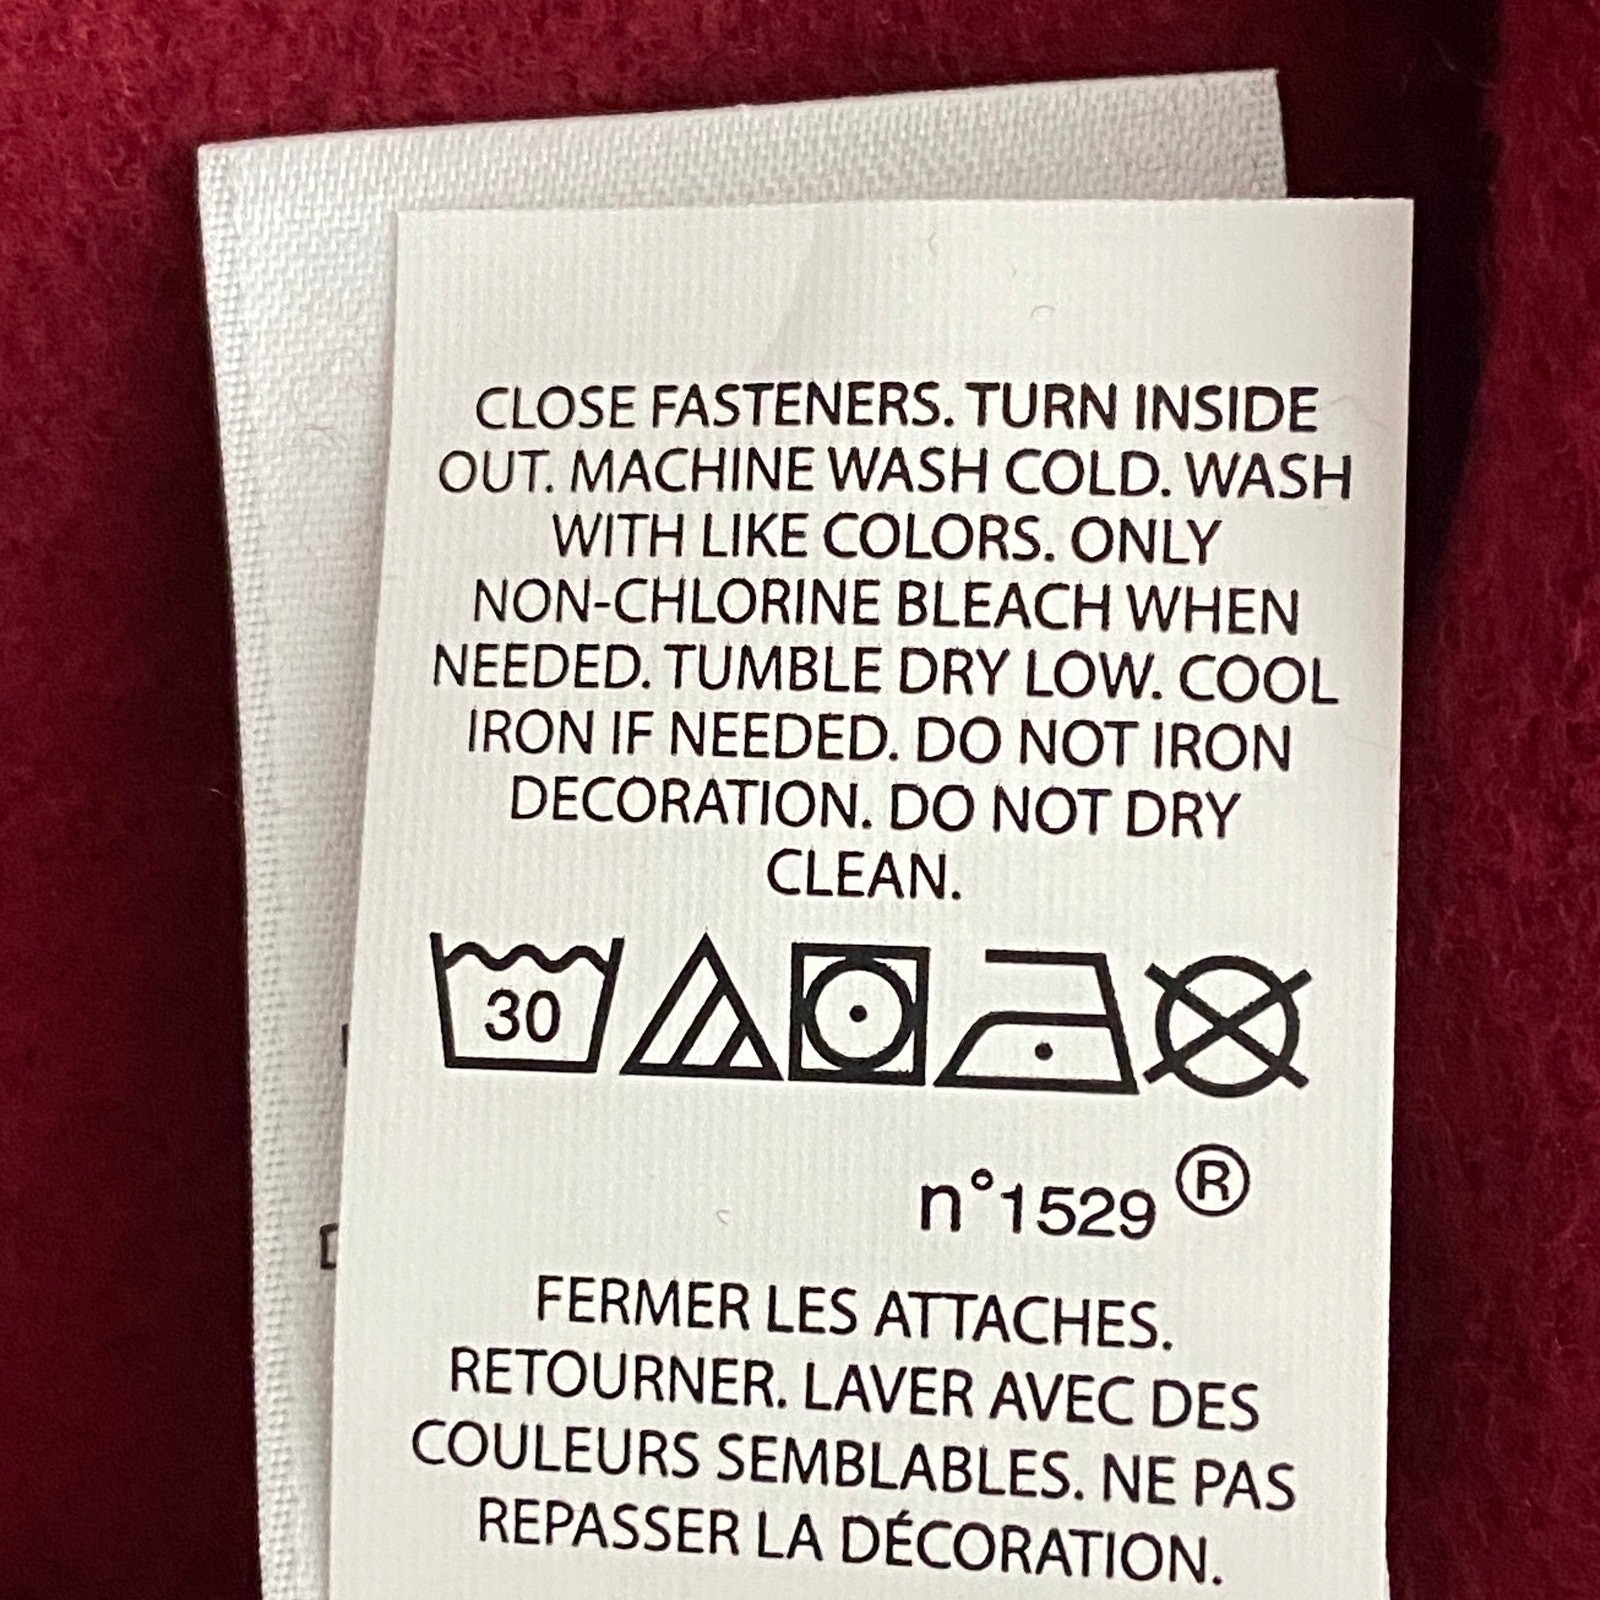 CLOSE FASTENERS. TURN INSIDE
OUT. MACHINE WASH COLD. WASH
WITH LIKE COLORS. ONLY
NON-CHLORINE BLEACH WHEN
NEEDED. TUMBLE DRY LOW. COOL
IRON IF NEEDED. DO NOT IRON
DECORATION. DO NOT DRY
CLEAN.
30
n°1529 ®
FERMER LES ATTACHES.
RETOURNER. LAVER AVEC DES
COULEURS SEMBLABLES. NE PAS
REPASSER LA DÉCORATION.